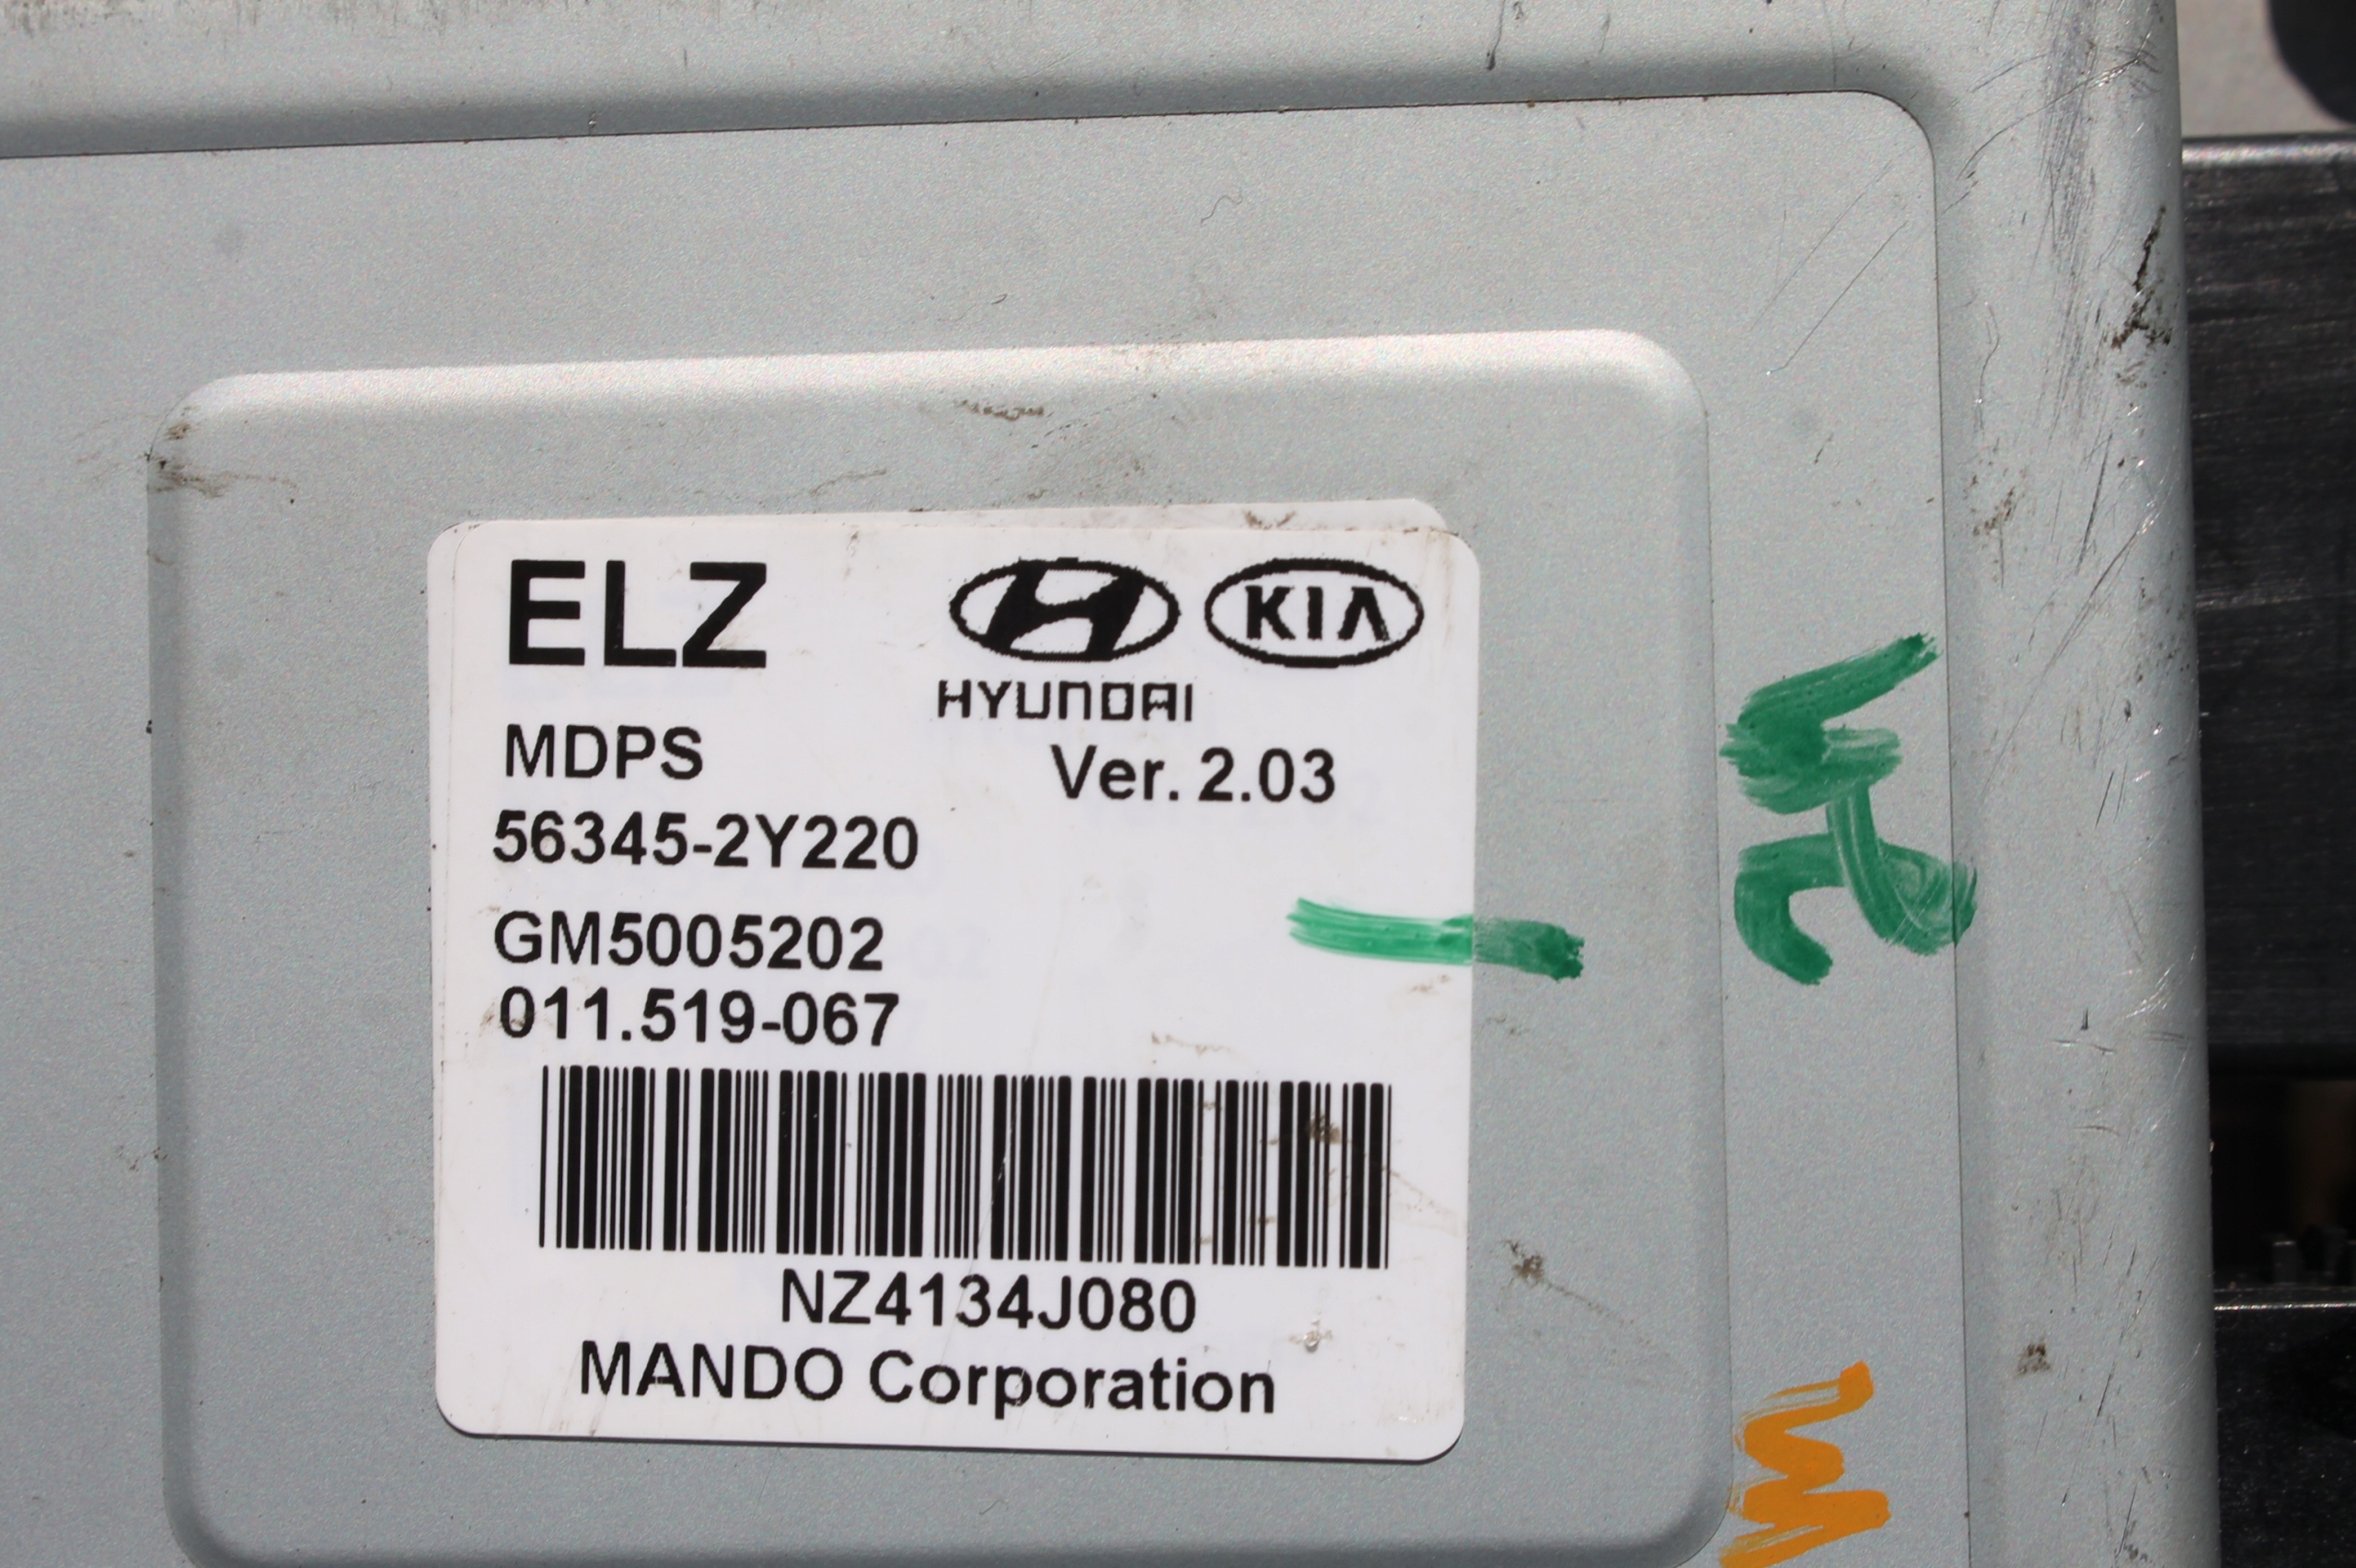 ELZ
KIA
HYUNDAI
MDPS
Ver. 2.03
56345-2Y220
GM5005202
011.519-067
NZ4134J080
MANDO Corporation